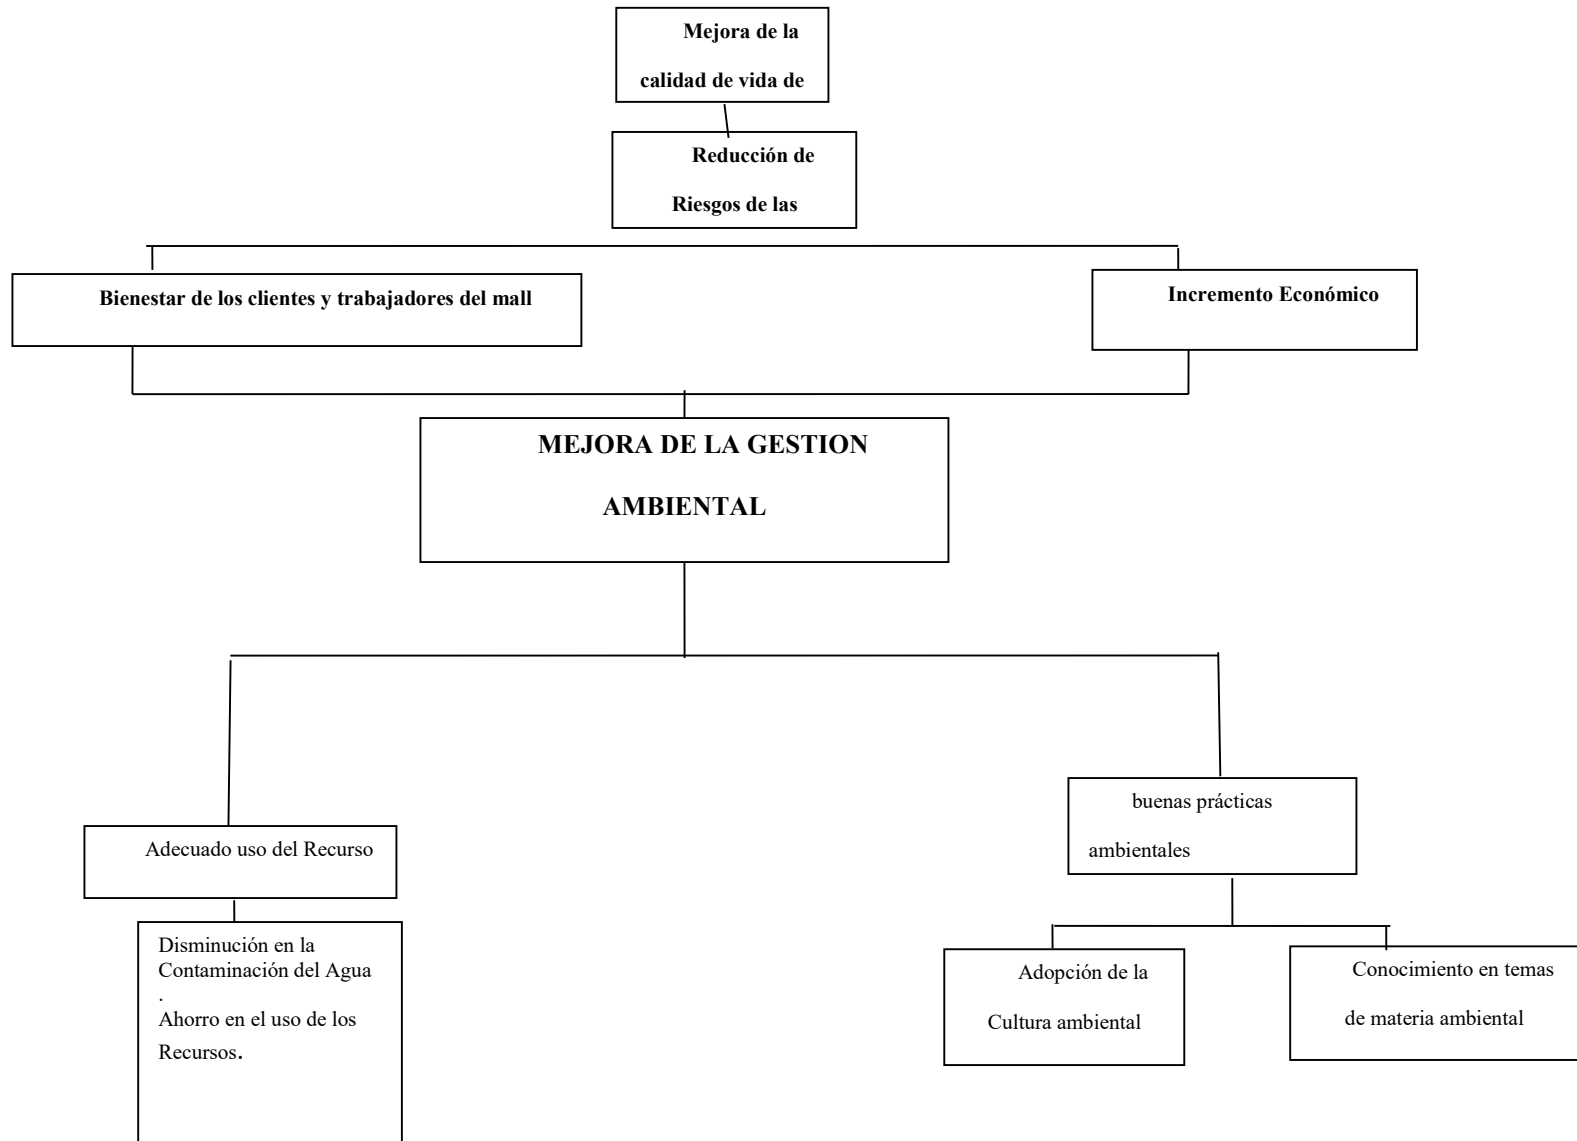 Mejora de la
calidad de vida de
Reducción de
Riesgos de las
Bienestar de los clientes y trabajadores del mall
Incremento Económico
MEJORA DE LA GESTION
AMBIENTAL
buenas prácticas
ambientales
Adecuado uso del Recurso
Disminución en la
Contaminación del Agua
.
Ahorro en el uso de los
Recursos.
Adopción de la
Cultura ambiental
Conocimiento en temas
de materia ambiental